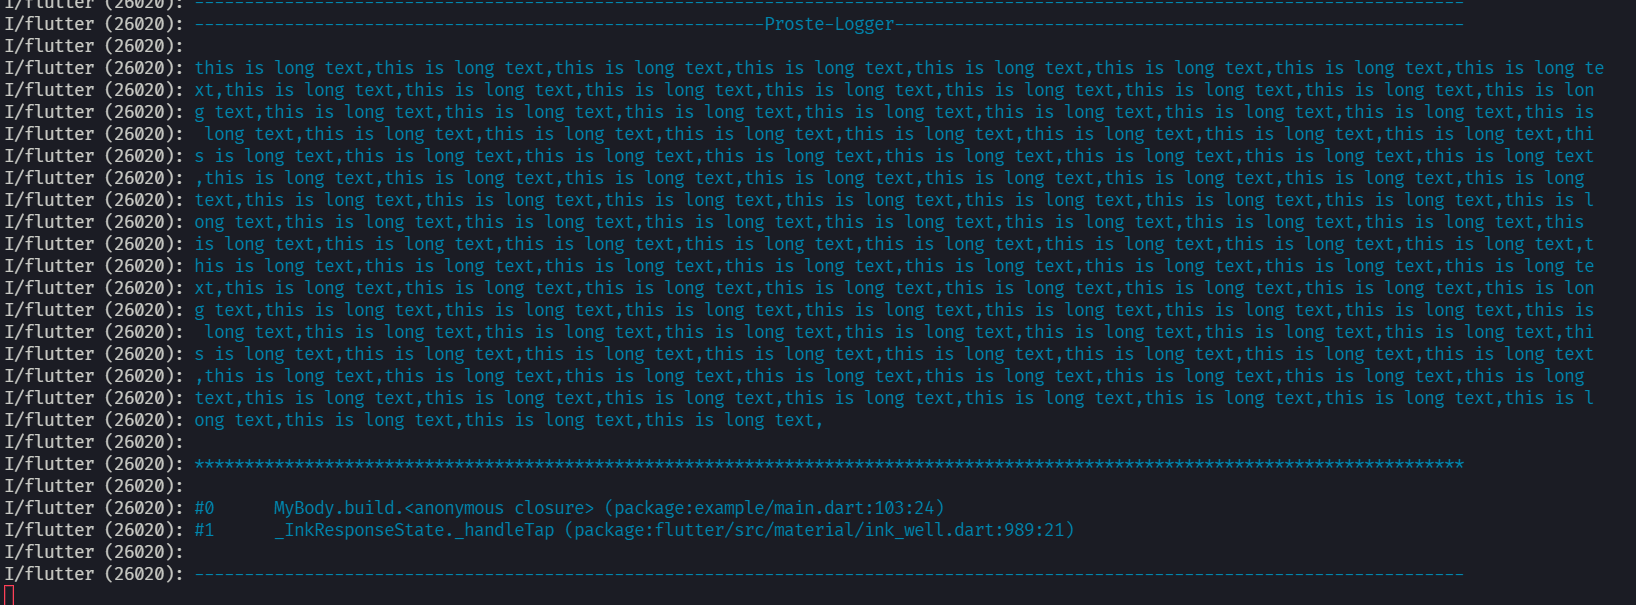 I/flutter (26020): -------------------------------------------------------------------------------------------------------------------------------
I/flutter (26020): ---------------------------------------------------------Proste-Logger---------------------------------------------------------
I/flutter (26020):
I/flutter (26020): this is long text,this is long text,this is long text,this is long text,this is long text,this is long text,this is long text,this is long te
I/flutter (26020): xt,this is long text,this is long text,this is long text,this is long text,this is long text,this is long text,this is long text,this is lon
I/flutter (26020): g text,this is long text,this is long text,this is long text,this is long text,this is long text,this is long text,this is long text,this is
I/flutter (26020):  long text,this is long text,this is long text,this is long text,this is long text,this is long text,this is long text,this is long text,thi
I/flutter (26020): s is long text,this is long text,this is long text,this is long text,this is long text,this is long text,this is long text,this is long text
I/flutter (26020): ,this is long text,this is long text,this is long text,this is long text,this is long text,this is long text,this is long text,this is long
I/flutter (26020): text,this is long text,this is long text,this is long text,this is long text,this is long text,this is long text,this is long text,this is l
I/flutter (26020): ong text,this is long text,this is long text,this is long text,this is long text,this is long text,this is long text,this is long text,this
I/flutter (26020): is long text,this is long text,this is long text,this is long text,this is long text,this is long text,this is long text,this is long text,t
I/flutter (26020): his is long text,this is long text,this is long text,this is long text,this is long text,this is long text,this is long text,this is long te
I/flutter (26020): xt,this is long text,this is long text,this is long text,this is long text,this is long text,this is long text,this is long text,this is lon
I/flutter (26020): g text,this is long text,this is long text,this is long text,this is long text,this is long text,this is long text,this is long text,this is
I/flutter (26020):  long text,this is long text,this is long text,this is long text,this is long text,this is long text,this is long text,this is long text,thi
I/flutter (26020): s is long text,this is long text,this is long text,this is long text,this is long text,this is long text,this is long text,this is long text
I/flutter (26020): ,this is long text,this is long text,this is long text,this is long text,this is long text,this is long text,this is long text,this is long
I/flutter (26020): text,this is long text,this is long text,this is long text,this is long text,this is long text,this is long text,this is long text,this is l
I/flutter (26020): ong text,this is long text,this is long text,this is long text,
I/flutter (26020):
I/flutter (26020): *******************************************************************************************************************************
I/flutter (26020):
I/flutter (26020): #0      MyBody.build.<anonymous closure> (package:example/main.dart:103:24)
I/flutter (26020): #1      _InkResponseState._handleTap (package:flutter/src/material/ink_well.dart:989:21)
I/flutter (26020):
I/flutter (26020): -------------------------------------------------------------------------------------------------------------------------------